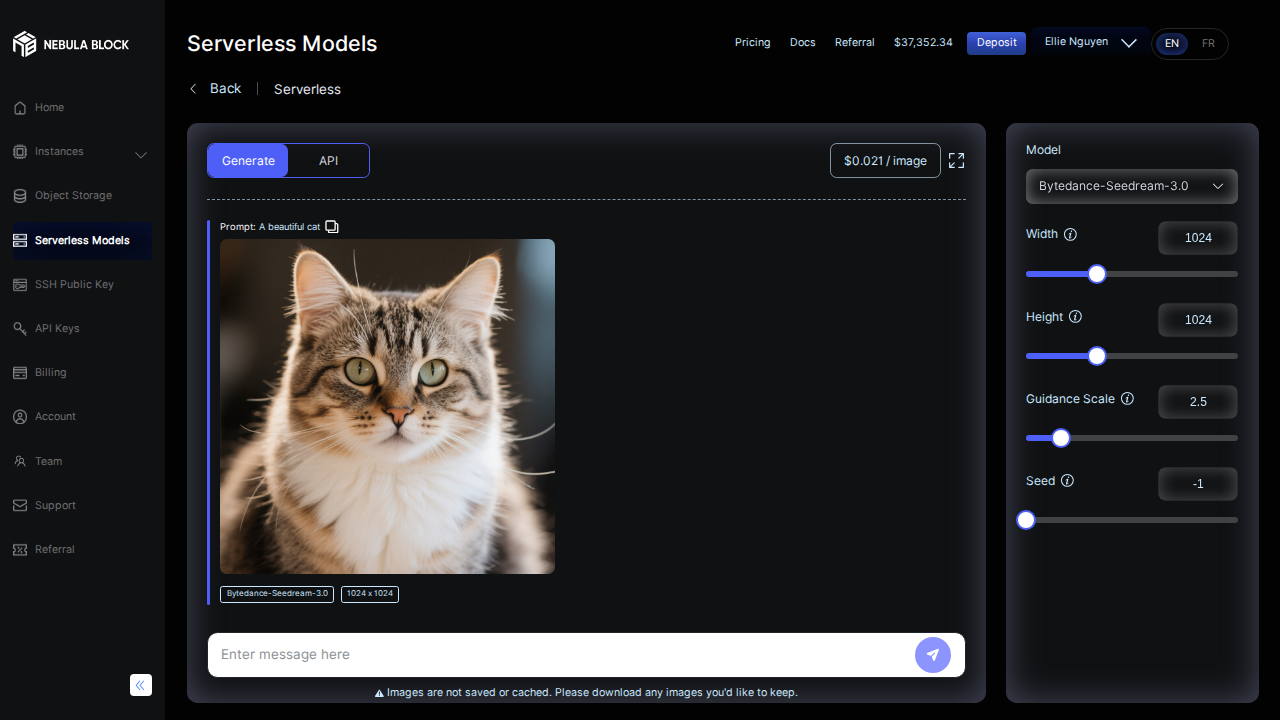 NEBULA BLOCK
Serverless Models
Pricing
Docs
Referral
$37,352.34
Deposit
Ellie Nguyen
EN
FR
Back
Serverless
Home
Instances
Object Storage
Serverless Models
SSH Public Key
API Keys
Billing
Account
Team
Support
Referral
Generate
API
$0.021 / image
Prompt: A beautiful cat
Bytedance-Seedream-3.0
1024 x 1024
Enter message here
Images are not saved or cached. Please download any images you'd like to keep.
Model
Bytedance-Seedream-3.0
Width
1024
Height
1024
Guidance Scale
2.5
Seed
-1